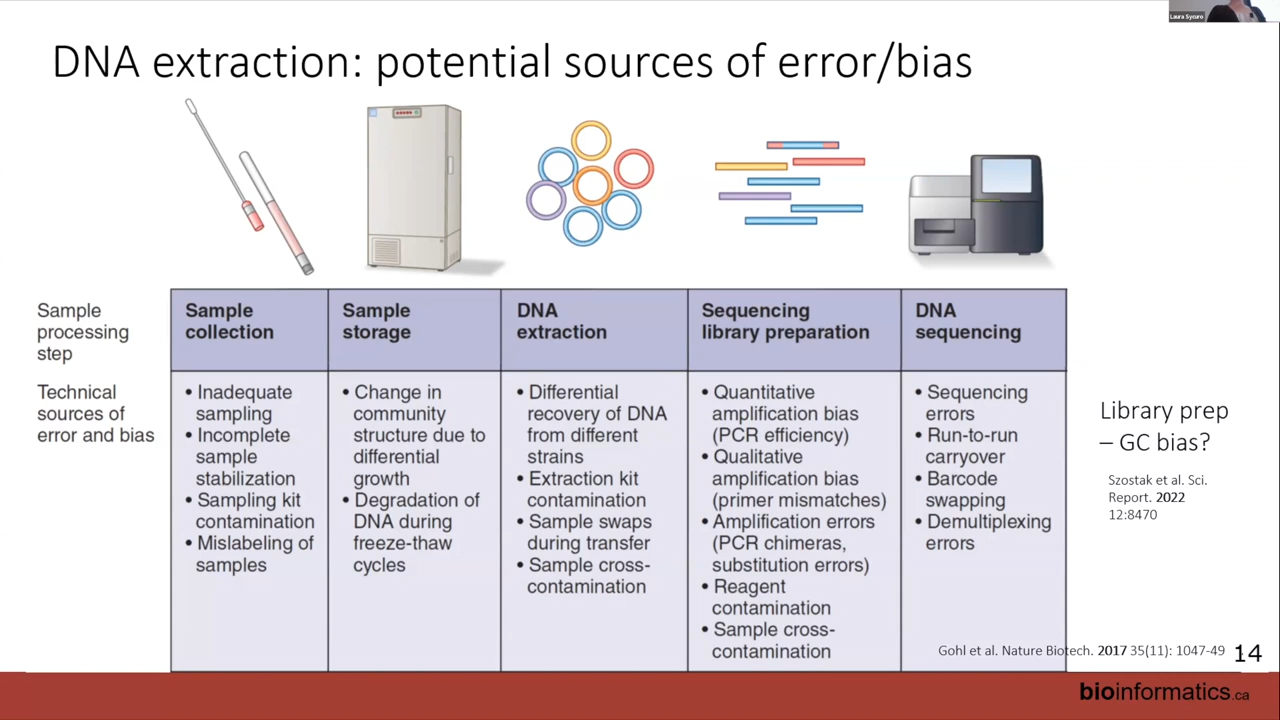 Laura Sycuro
DNA extraction: potential sources of error/bias
Sample
processing
step
Sample
collection
Sample
storage
DNA
extraction
Sequencing
library preparation
DNA
sequencing
Technical
sources of
error and bias
• Inadequate
sampling
• Incomplete
sample
stabilization
• Sampling kit
contamination
• Mislabeling of
samples
• Change in
community
structure due to
differential
growth
• Degradation of
DNA during
freeze-thaw
cycles
• Differential
recovery of DNA
from different
strains
• Extraction kit
contamination
• Sample swaps
during transfer
• Sample cross-
contamination
• Quantitative
amplification bias
(PCR efficiency)
• Qualitative
amplification bias
(primer mismatches)
• Amplification errors
(PCR chimeras,
substitution errors)
• Reagent
contamination
• Sample cross-
contamination
• Sequencing
errors
• Run-to-run
carryover
• Barcode
swapping
• Demultiplexing
errors
Library prep
– GC bias?
Szostak et al. Sci.
Report. 2022
12:8470
Gohl et al. Nature Biotech. 2017 35(11): 1047-49
14
bioinformatics.ca